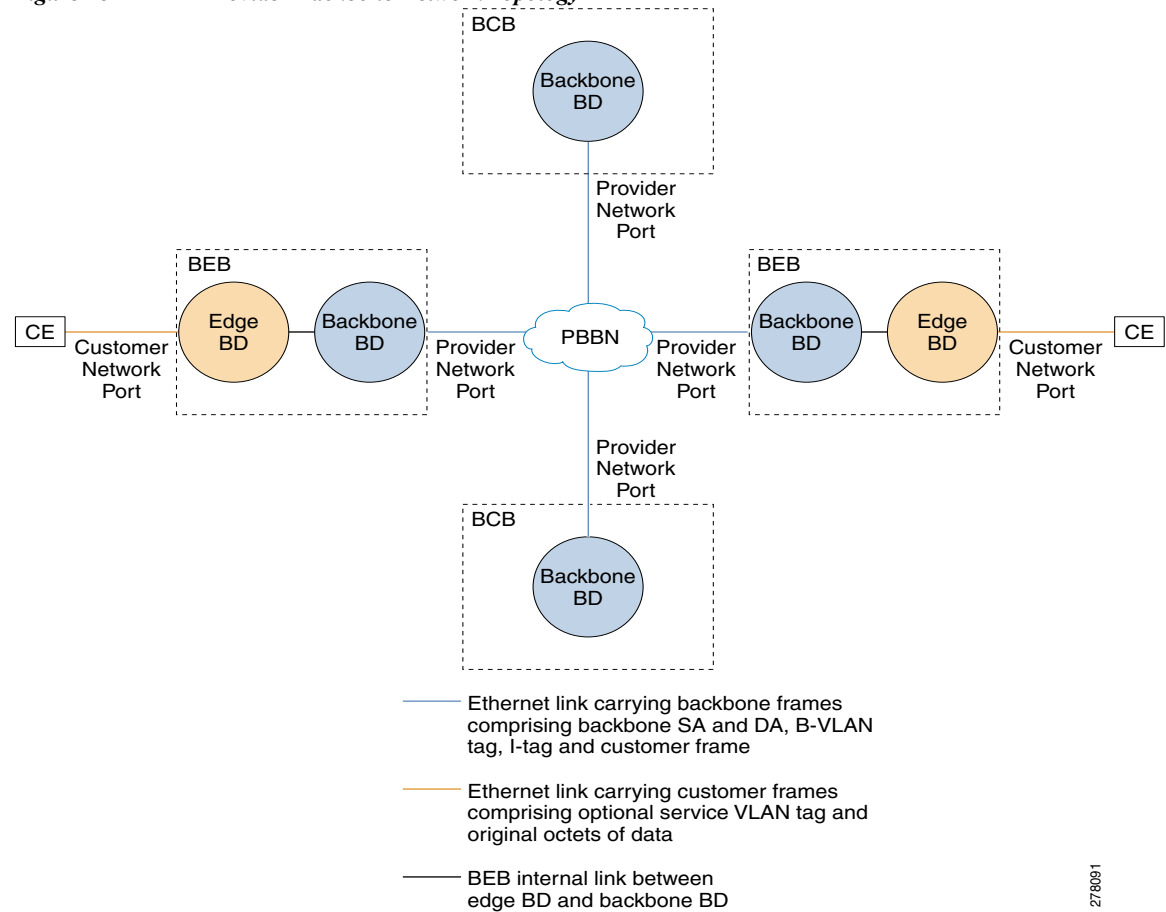 BCB
Backbone
BD
Provider
Network
Port
BEB
Edge
BD
Backbone
BD
CE
Customer
Network
Port
Provider
Network
Port
PBBN
Provider
Network
Port
BEB
Backbone
BD
Edge
BD
Customer
Network
Port
CE
Provider
Network
Port
BCB
Backbone
BD
Ethernet link carrying backbone frames
comprising backbone SA and DA, B-VLAN
tag, I-tag and customer frame
Ethernet link carrying customer frames
comprising optional service VLAN tag and
original octets of data
BEB internal link between
edge BD and backbone BD
278091